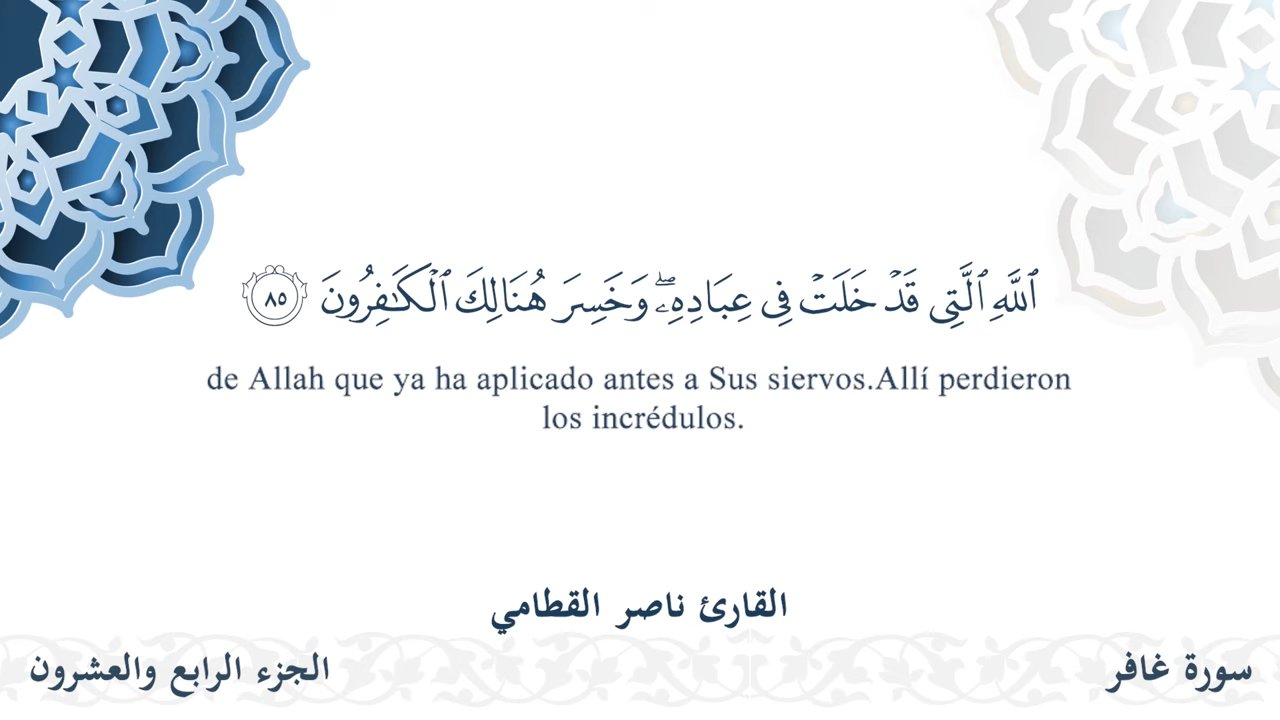 ٱللَّهِ ٱلَّتِى قَدْ خَلَتْ فِى عِبَادِهِۦ ۖ وَخَسِرَ هُنَالِكَ ٱلْكَـٰفِرُونَ ٨٥
de Allah que ya ha aplicado antes a Sus siervos.Allí perdieron
los incrédulos.
القارئ ناصر القطامي
سورة غافر
الجزء الرابع والعشرون